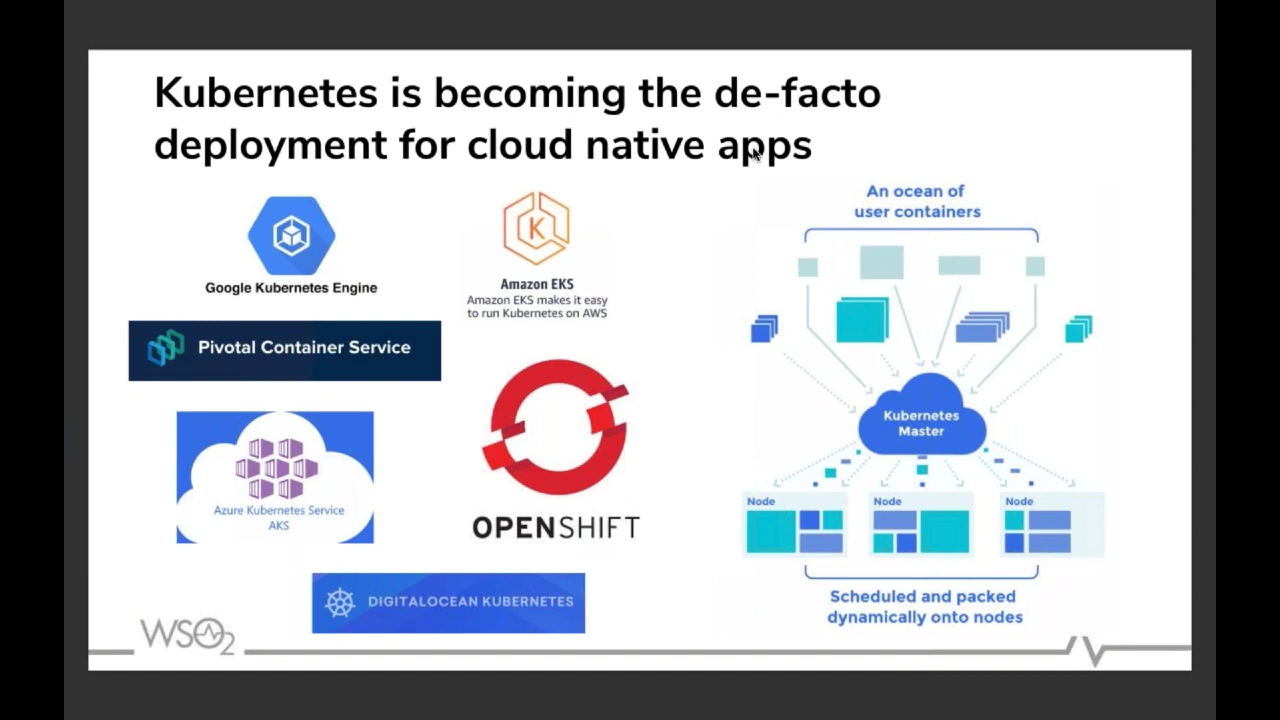 Kubernetes is becoming the de-facto
deployment for cloud native apps
Google Kubernetes Engine
K
Amazon EKS
Amazon EKS makes it easy
to run Kubernetes on AWS
Pivotal Container Service
Azure Kubernetes Service
AKS
OPENSHIFT
DIGITALOCEAN KUBERNETES
An ocean of
user containers
Kubernetes
Master
Node
Node
Node
Scheduled and packed
dynamically onto nodes
WSO2